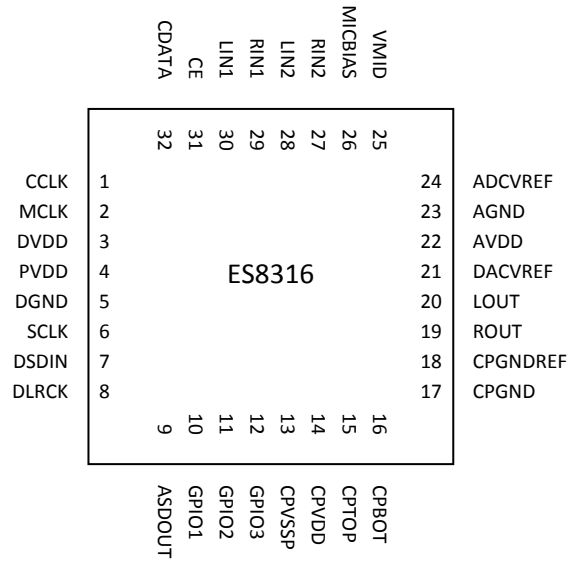 CDATA
CE
LIN1
RIN1
LIN2
RIN2
MICBIAS
VMID
32
31
30
29
28
27
26
25
CCLK 1
MCLK 2
DVDD 3
PVDD 4
DGND 5
SCLK 6
DSDIN 7
DLRCK 8
ES8316
24 ADCVREF
23 AGND
22 AVDD
21 DACVREF
20 LOUT
19 ROUT
18 CPGNDREF
17 CPGND
9
10
11
12
13
14
15
16
ASDOUT
GPIO1
GPIO2
GPIO3
CPVSSP
CPVDD
CPTOP
CPBOT